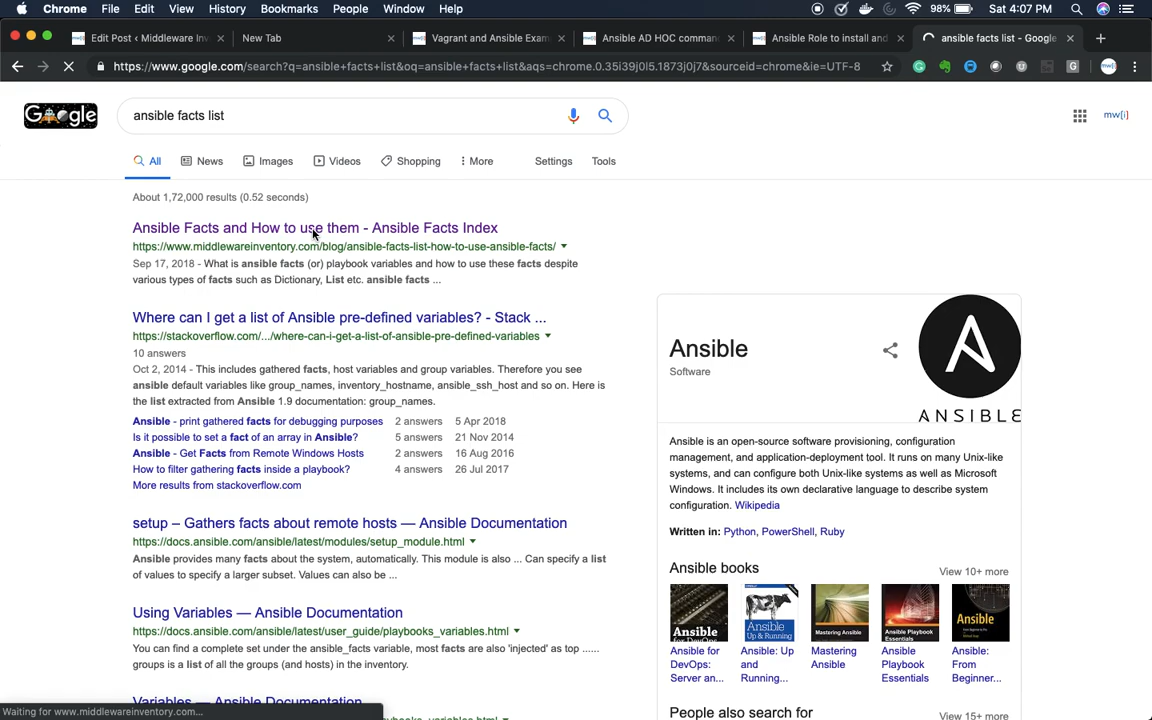 Chrome File Edit View History Bookmarks People Window Help 98% Sat 4:07 PM
Edit Post ‹ Middleware Inv New Tab Vagrant and Ansible Exam Ansible AD HOC comman Ansible Role to install and ansible facts list - Google
https://www.google.com/search?q=ansible+facts+list&oq=ansible+facts+list&aqs=chrome.0.35i39j0l5.1873j0j7&sourceid=chrome&ie=UTF-8
ansible facts list
mw[i]
All News Images Videos Shopping More Settings Tools
About 1,72,000 results (0.52 seconds)
Ansible Facts and How to use them - Ansible Facts Index
https://www.middlewareinventory.com/blog/ansible-facts-list-how-to-use-ansible-facts/
Sep 17, 2018 - What is ansible facts (or) playbook variables and how to use these facts despite
various types of facts such as Dictionary, List etc. ansible facts ...
Where can I get a list of Ansible pre-defined variables? - Stack ...
https://stackoverflow.com/.../where-can-i-get-a-list-of-ansible-pre-defined-variables
10 answers
Oct 2, 2014 - This includes gathered facts, host variables and group variables. Therefore you see
ansible default variables like group_names, inventory_hostname, ansible_ssh_host and so on. Here is
the list extracted from Ansible 1.9 documentation: group_names.
Ansible - print gathered facts for debugging purposes 2 answers 5 Apr 2018
Is it possible to set a fact of an array in Ansible? 5 answers 21 Nov 2014
Ansible - Get Facts from Remote Windows Hosts 2 answers 16 Aug 2016
How to filter gathering facts inside a playbook? 4 answers 26 Jul 2017
More results from stackoverflow.com
setup – Gathers facts about remote hosts — Ansible Documentation
https://docs.ansible.com/ansible/latest/modules/setup_module.html
Ansible provides many facts about the system, automatically. This module is also ... Can specify a list
of values to specify a larger subset. Values can also be ...
Using Variables — Ansible Documentation
https://docs.ansible.com/ansible/latest/user_guide/playbooks_variables.html
You can find a complete set under the ansible_facts variable, most facts are also 'injected' as top ......
groups is a list of all the groups (and hosts) in the inventory.
Variables — Ansible Documentation
Waiting for www.middlewareinventory.com...
Ansible
Software
ANSIBLE
Ansible is an open-source software provisioning, configuration
management, and application-deployment tool. It runs on many Unix-like
systems, and can configure both Unix-like systems as well as Microsoft
Windows. It includes its own declarative language to describe system
configuration. Wikipedia
Written in: Python, PowerShell, Ruby
Ansible books View 10+ more
Ansible for DevOps
Ansible Up & Running
Mastering Ansible
Ansible Playbook Essentials
Ansible
Ansible for
DevOps:
Server an...
Ansible: Up
and
Running...
Mastering
Ansible
Ansible
Playbook
Essentials
Ansible:
From
Beginner...
People also search for View 15+ more